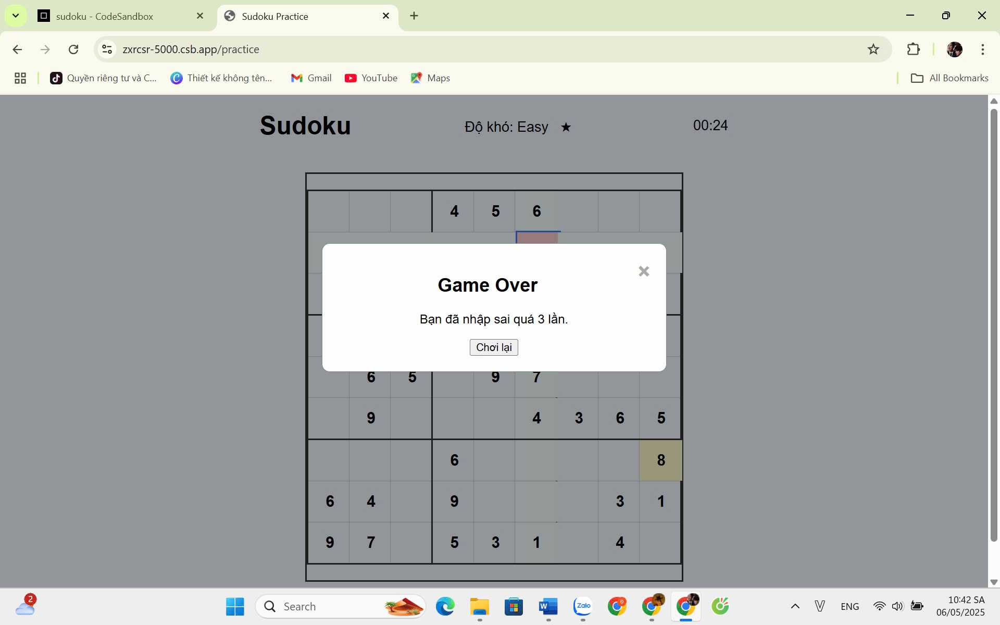 sudoku - CodeSandbox
Sudoku Practice
zxrcsr-5000.csb.app/practice
Quyền riêng tư và C...
Thiết kế không tên...
Gmail
YouTube
Maps
All Bookmarks
Sudoku
Độ khó: Easy ★
00:24
4 5 6
Game Over
Bạn đã nhập sai quá 3 lần.
Chơi lại
6 5 9 7
9 4 3 6 5
6 8
6 4 9 3 1
9 7 5 3 1 4
2
Search
W
Zalo
Đ
V
ENG
10:42 SA
06/05/2025